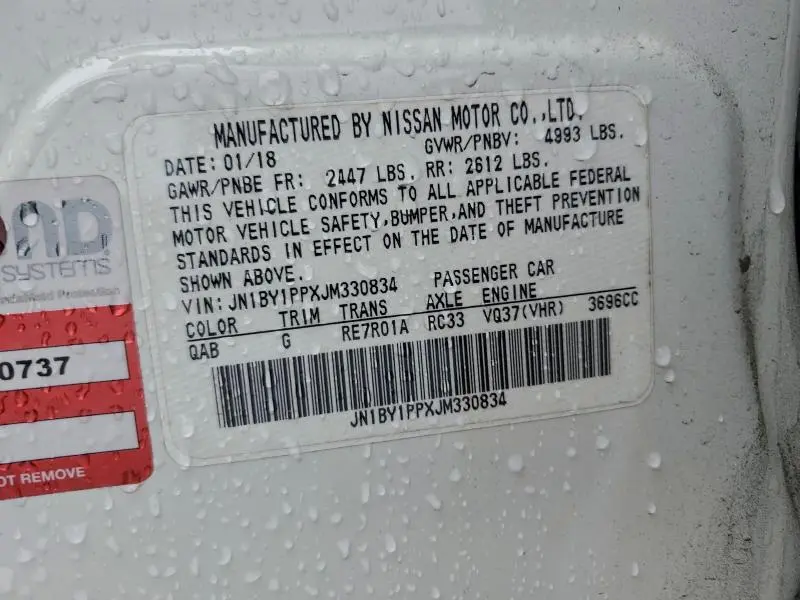 MANUFACTURED BY NISSAN MOTOR CO.,LTD.
DATE: 01/18 GVWR/PNBV: 4993 LBS.
GAWR/PNBE FR: 2447 LBS. RR: 2612 LBS.
THIS VEHICLE CONFORMS TO ALL APPLICABLE FEDERAL
MOTOR VEHICLE SAFETY,BUMPER,AND THEFT PREVENTION
STANDARDS IN EFFECT ON THE DATE OF MANUFACTURE
SHOWN ABOVE.
VIN: JN1BY1PPXJM330834 PASSENGER CAR
COLOR TRIM TRANS AXLE ENGINE
QAB G RE7R01A RC33 VQ37(VHR) 3696CC
JN1BY1PPXJM330834
AD
SYSTEMS
Protection
0737
OT REMOVE